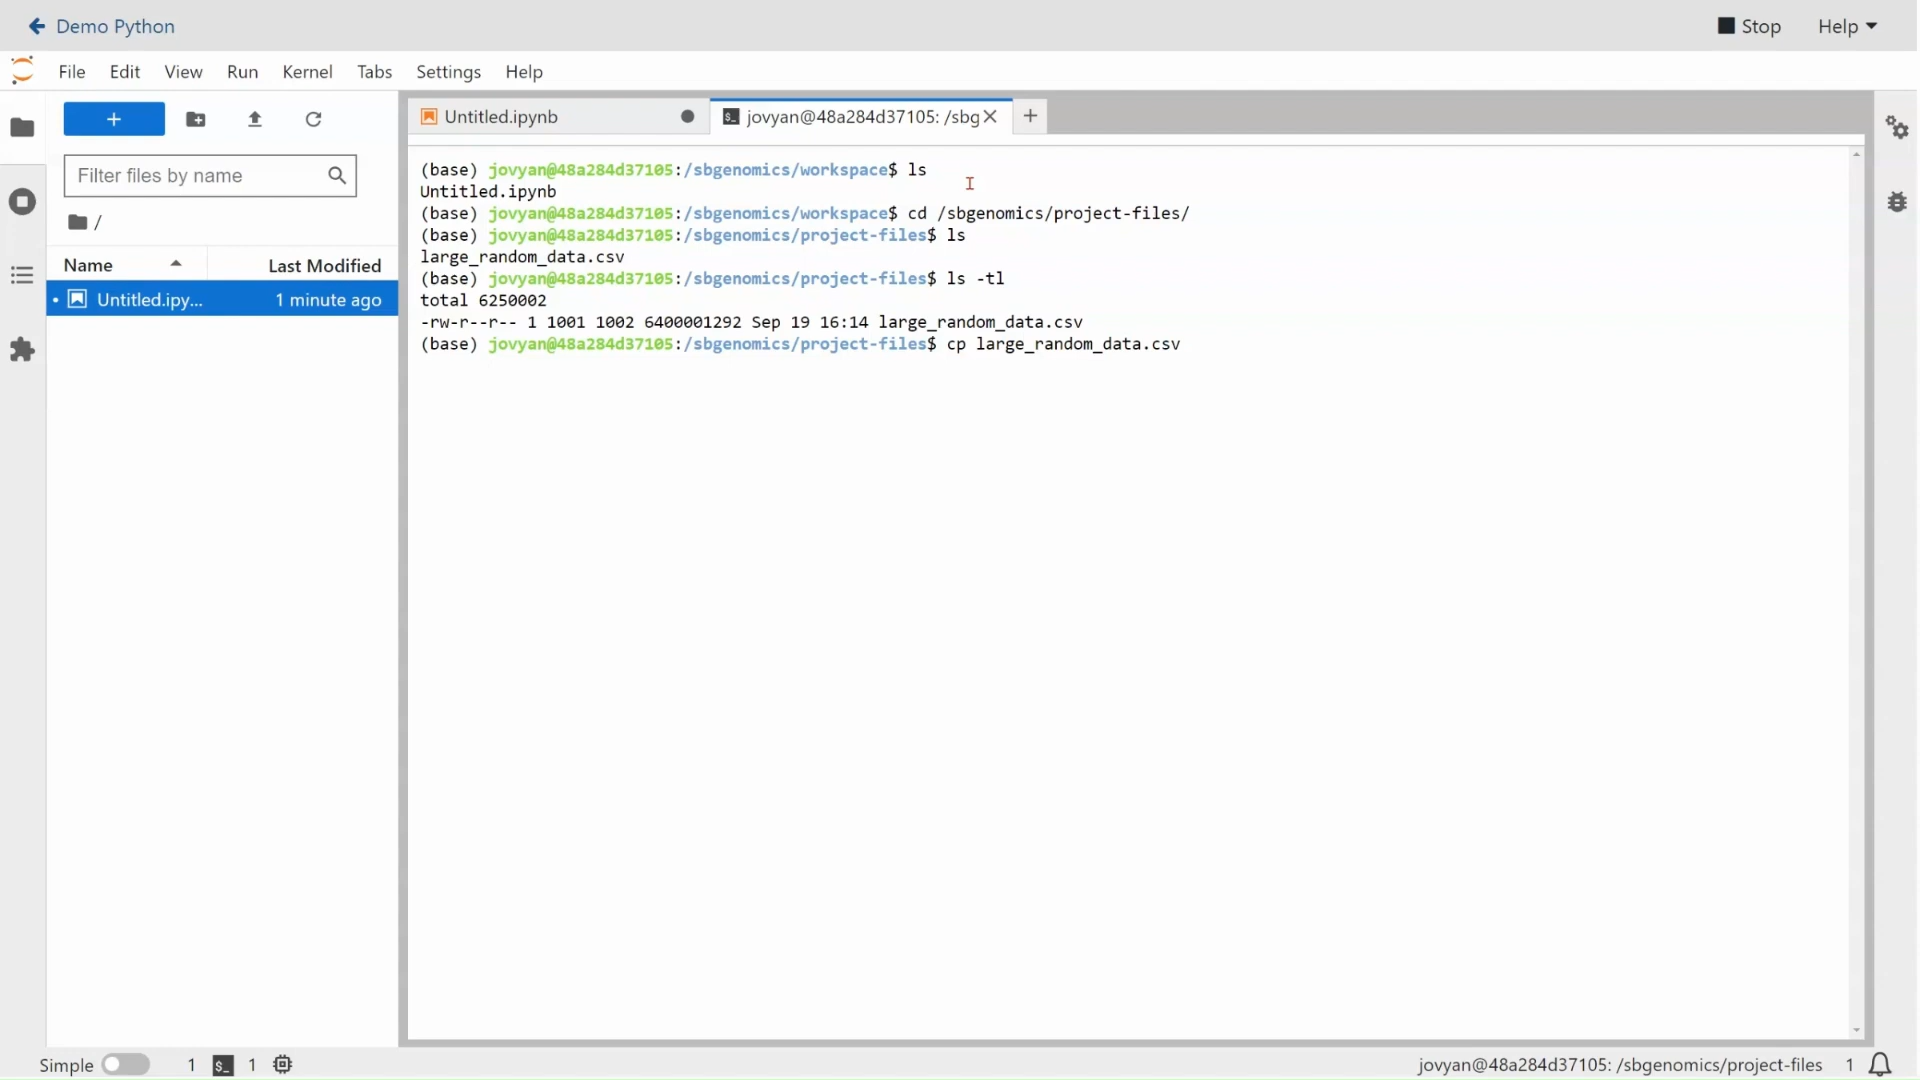 Demo Python
Stop Help
File Edit View Run Kernel Tabs Settings Help
+
Untitled.ipynb
jovyan@48a284d37105: /sbg
Filter files by name
/
Name Last Modified
Untitled.ipy... 1 minute ago
(base) jovyan@48a284d37105:/sbgenomics/workspace$ ls
Untitled.ipynb
(base) jovyan@48a284d37105:/sbgenomics/workspace$ cd /sbgenomics/project-files/
(base) jovyan@48a284d37105:/sbgenomics/project-files$ ls
large_random_data.csv
(base) jovyan@48a284d37105:/sbgenomics/project-files$ ls -tl
total 6250002
-rw-r--r-- 1 1001 1002 6400001292 Sep 19 16:14 large_random_data.csv
(base) jovyan@48a284d37105:/sbgenomics/project-files$ cp large_random_data.csv
Simple 1 $_ 1
jovyan@48a284d37105: /sbgenomics/project-files 1